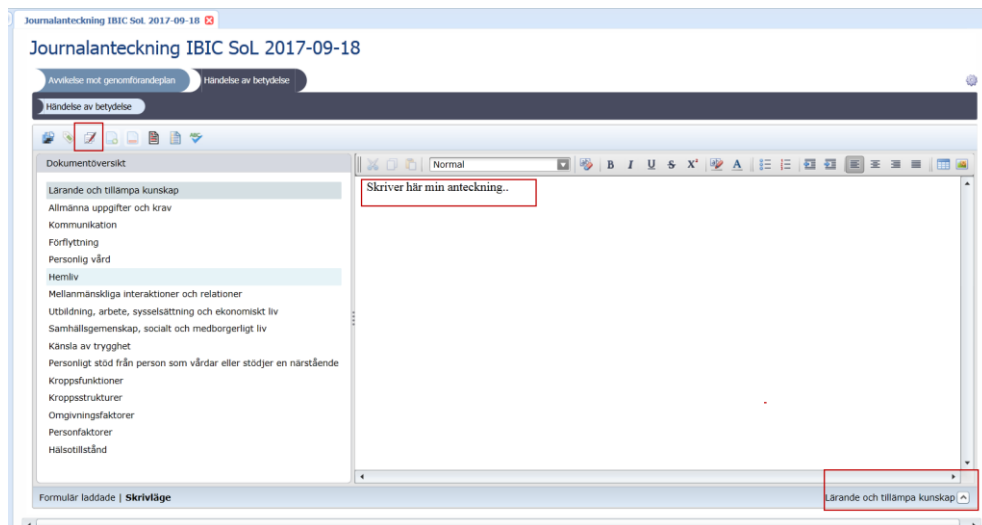 Journalanteckning IBIC SoL 2017-09-18
Journalanteckning IBIC SoL 2017-09-18
Avvikelse mot genomförandeplan Händelse av betydelse
Händelse av betydelse
Dokumentöversikt
Normal B I U S X² A
Lärande och tillämpa kunskap
Skriver här min anteckning..
Allmänna uppgifter och krav
Kommunikation
Förflyttning
Personlig vård
Hemliv
Mellanmänskliga interaktioner och relationer
Utbildning, arbete, sysselsättning och ekonomiskt liv
Samhällsgemenskap, socialt och medborgerligt liv
Känsla av trygghet
Personligt stöd från person som vårdar eller stödjer en närstående
Kroppsfunktioner
Kroppsstrukturer
Omgivningsfaktorer
Personfaktorer
Hälsotillstånd
Formulär laddade | Skrivläge
Lärande och tillämpa kunskap